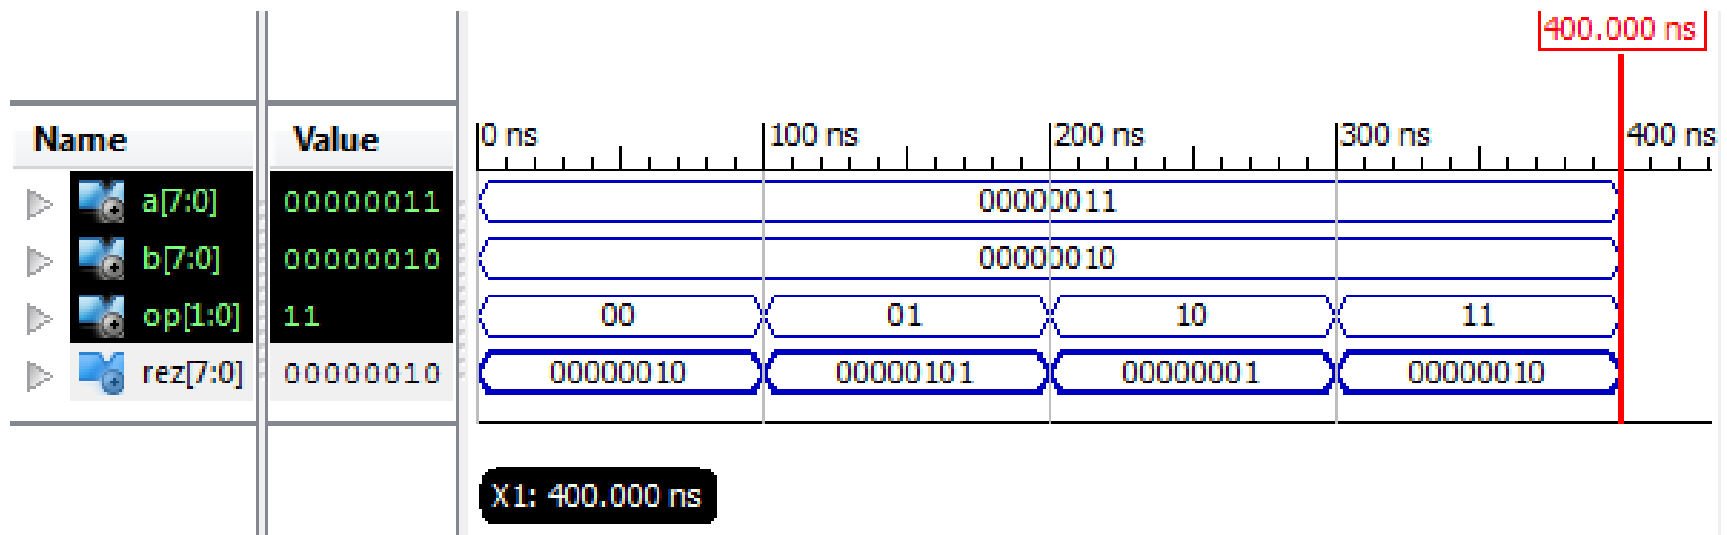 400.000 ns
Name Value 0 ns 100 ns 200 ns 300 ns 400 ns
a[7:0] 00000011 00000011
b[7:0] 00000010 00000010
op[1:0] 11 00 01 10 11
rez[7:0] 00000010 00000010 00000101 00000001 00000010
X1: 400.000 ns